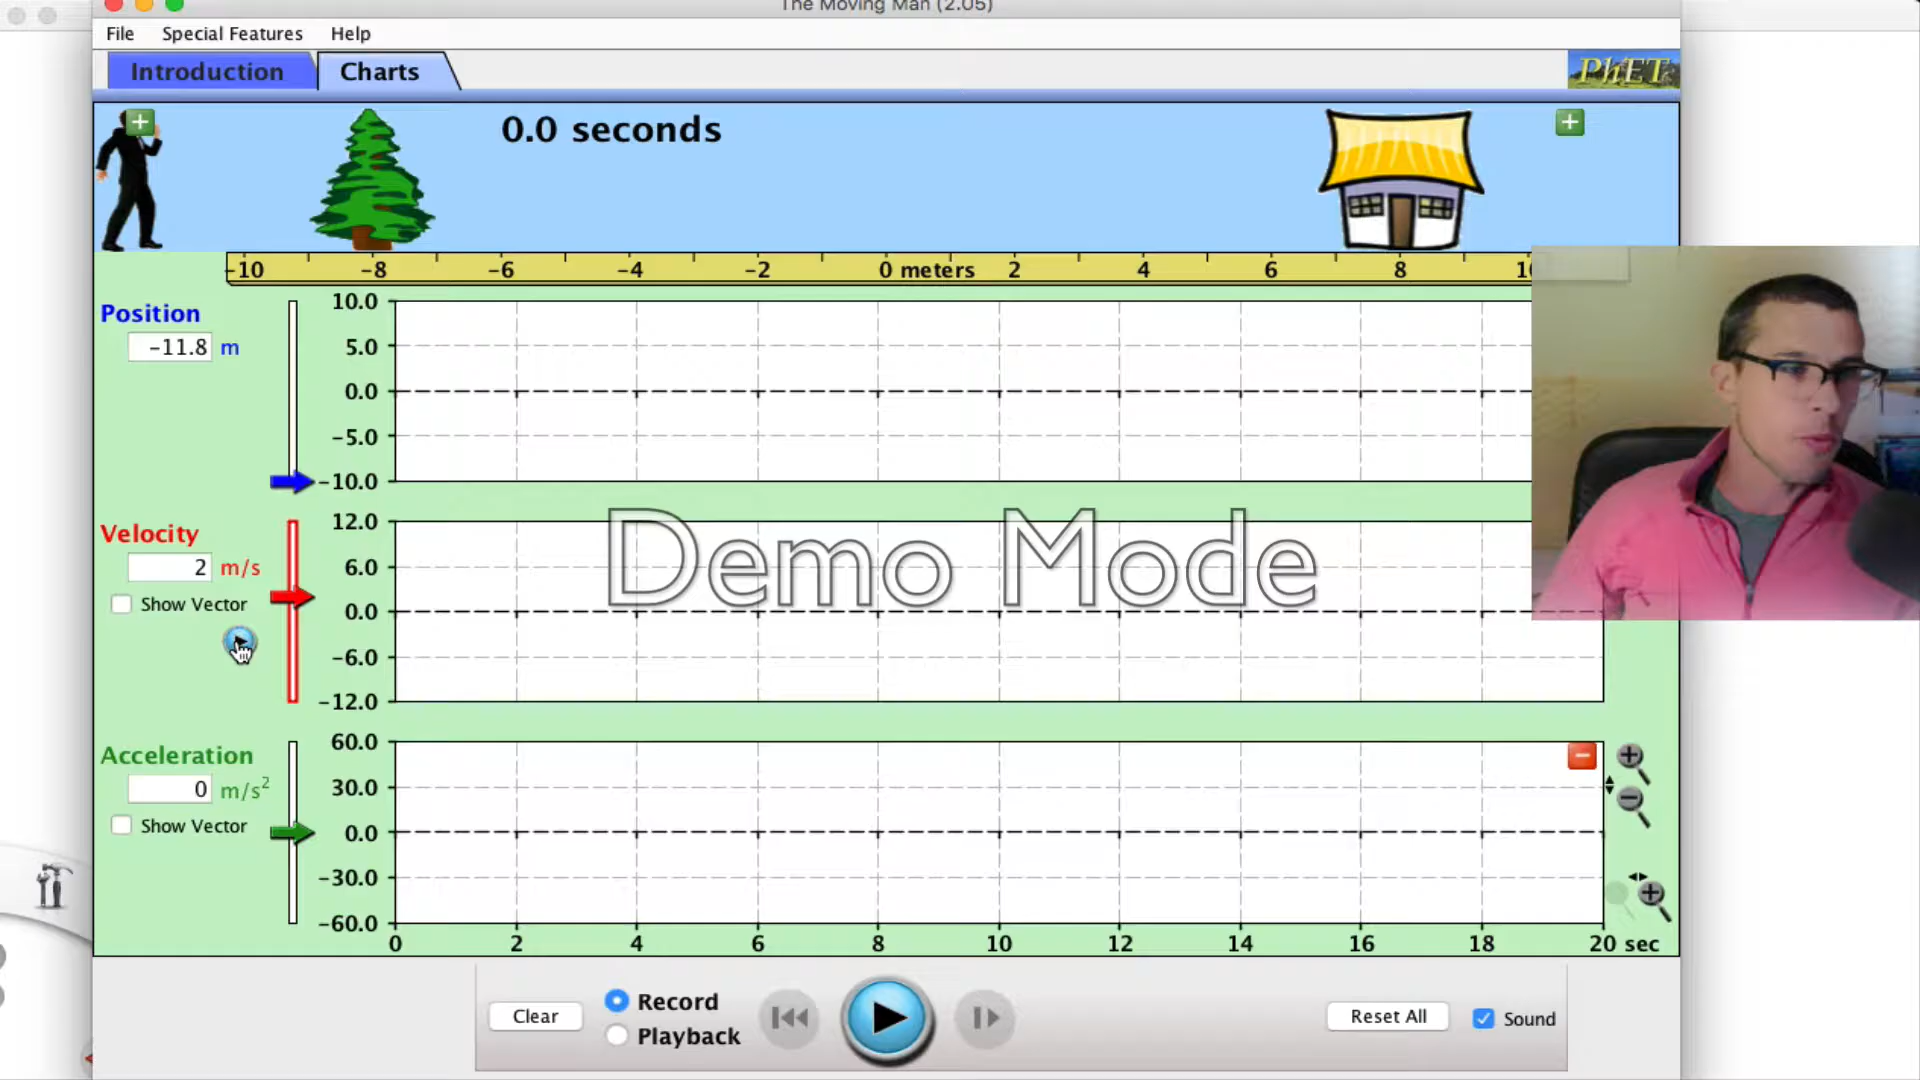 The Moving Man (2.05)
File Special Features Help
Introduction Charts PhET
0.0 seconds
-10 -8 -6 -4 -2 0 meters 2 4 6 8
Position
-11.8 m
10.0
5.0
0.0
-5.0
-10.0
Velocity
2 m/s
Show Vector
12.0
6.0
0.0
-6.0
-12.0
Demo Mode
Acceleration
0 m/s²
Show Vector
60.0
30.0
0.0
-30.0
-60.0
0 2 4 6 8 10 12 14 16 18 20 sec
Clear
Record
Playback
Reset All
Sound